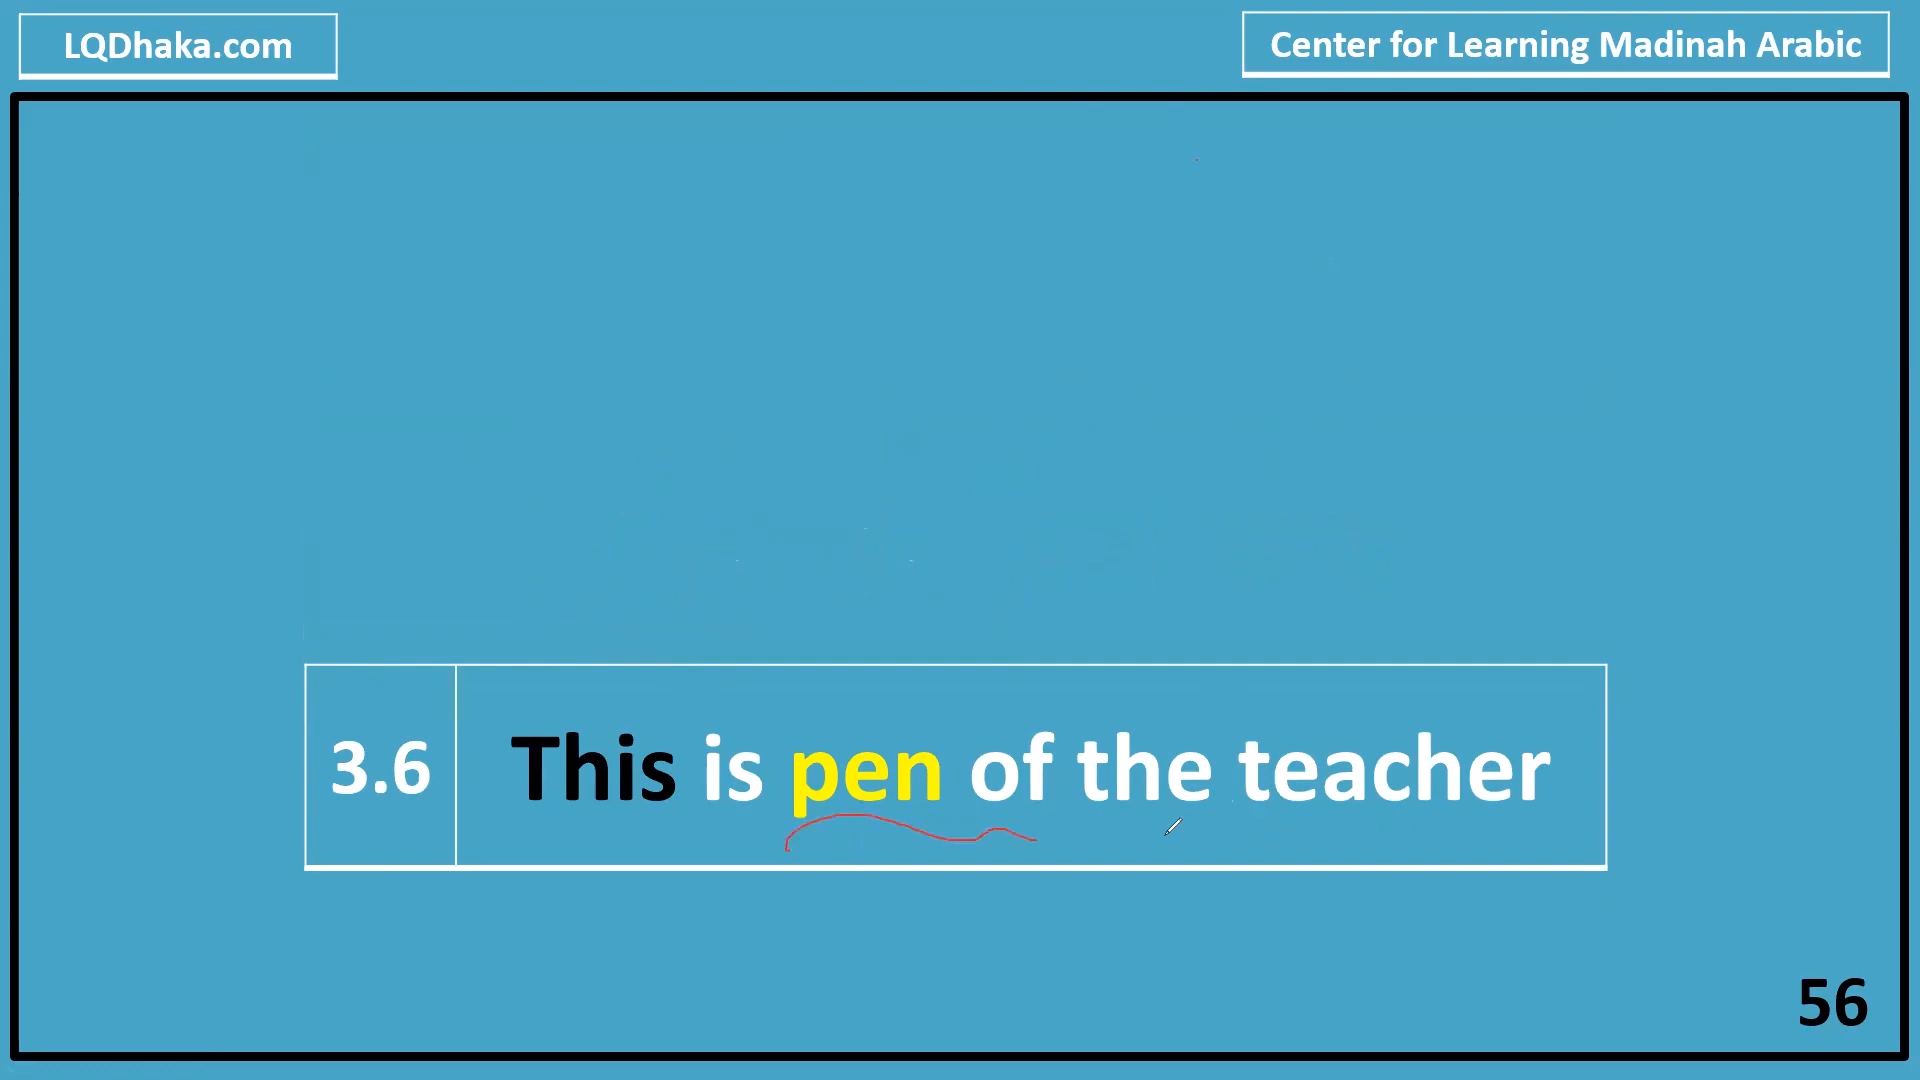 LQDhaka.com
Center for Learning Madinah Arabic
3.6
This is pen of the teacher
56